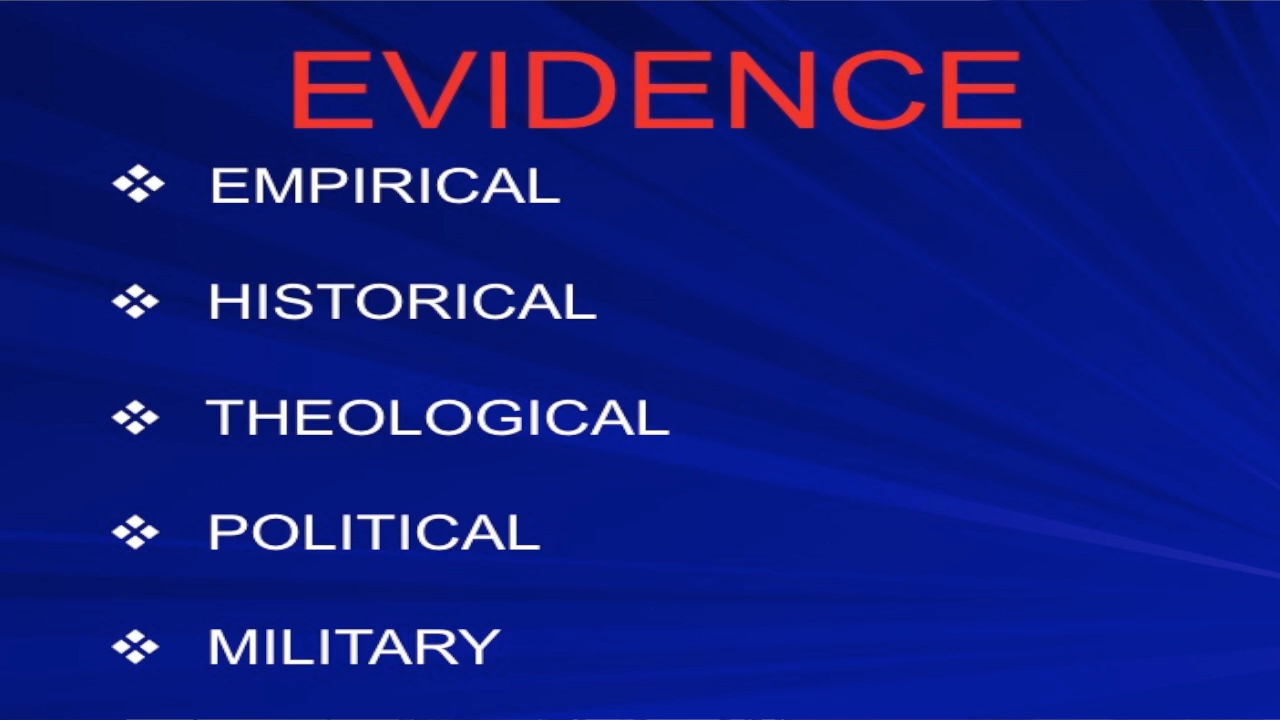 EVIDENCE
EMPIRICAL
HISTORICAL
THEOLOGICAL
POLITICAL
MILITARY